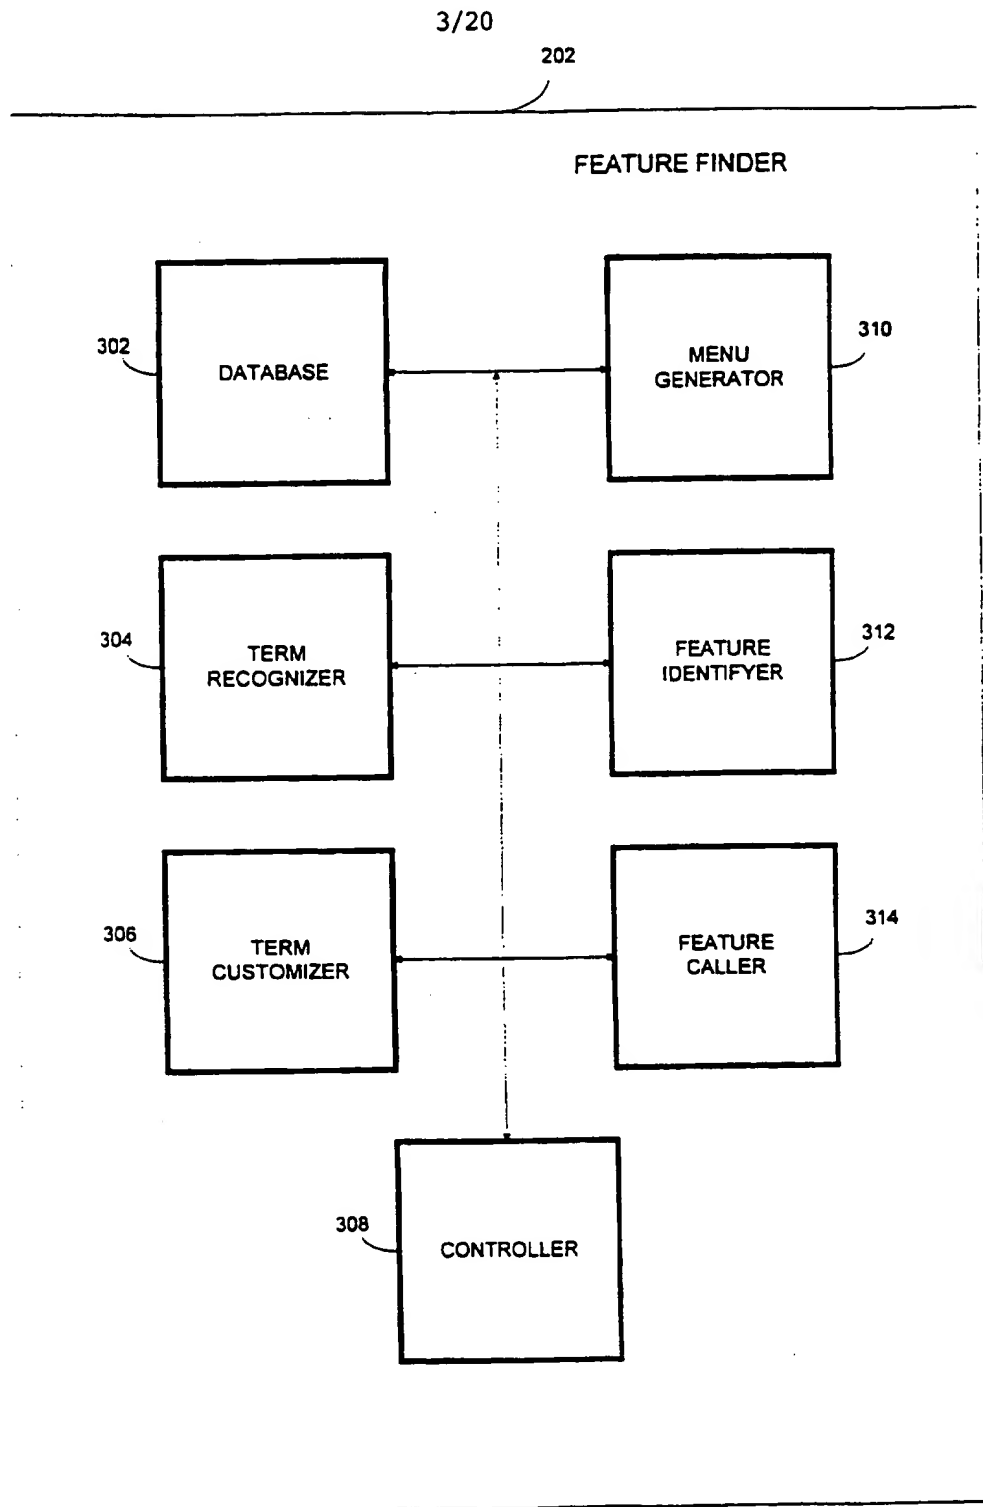 3/20
202
FEATURE FINDER
302
DATABASE
MENU
GENERATOR
310
304
TERM
RECOGNIZER
FEATURE
IDENTIFYER
312
306
TERM
CUSTOMIZER
FEATURE
CALLER
314
308
CONTROLLER